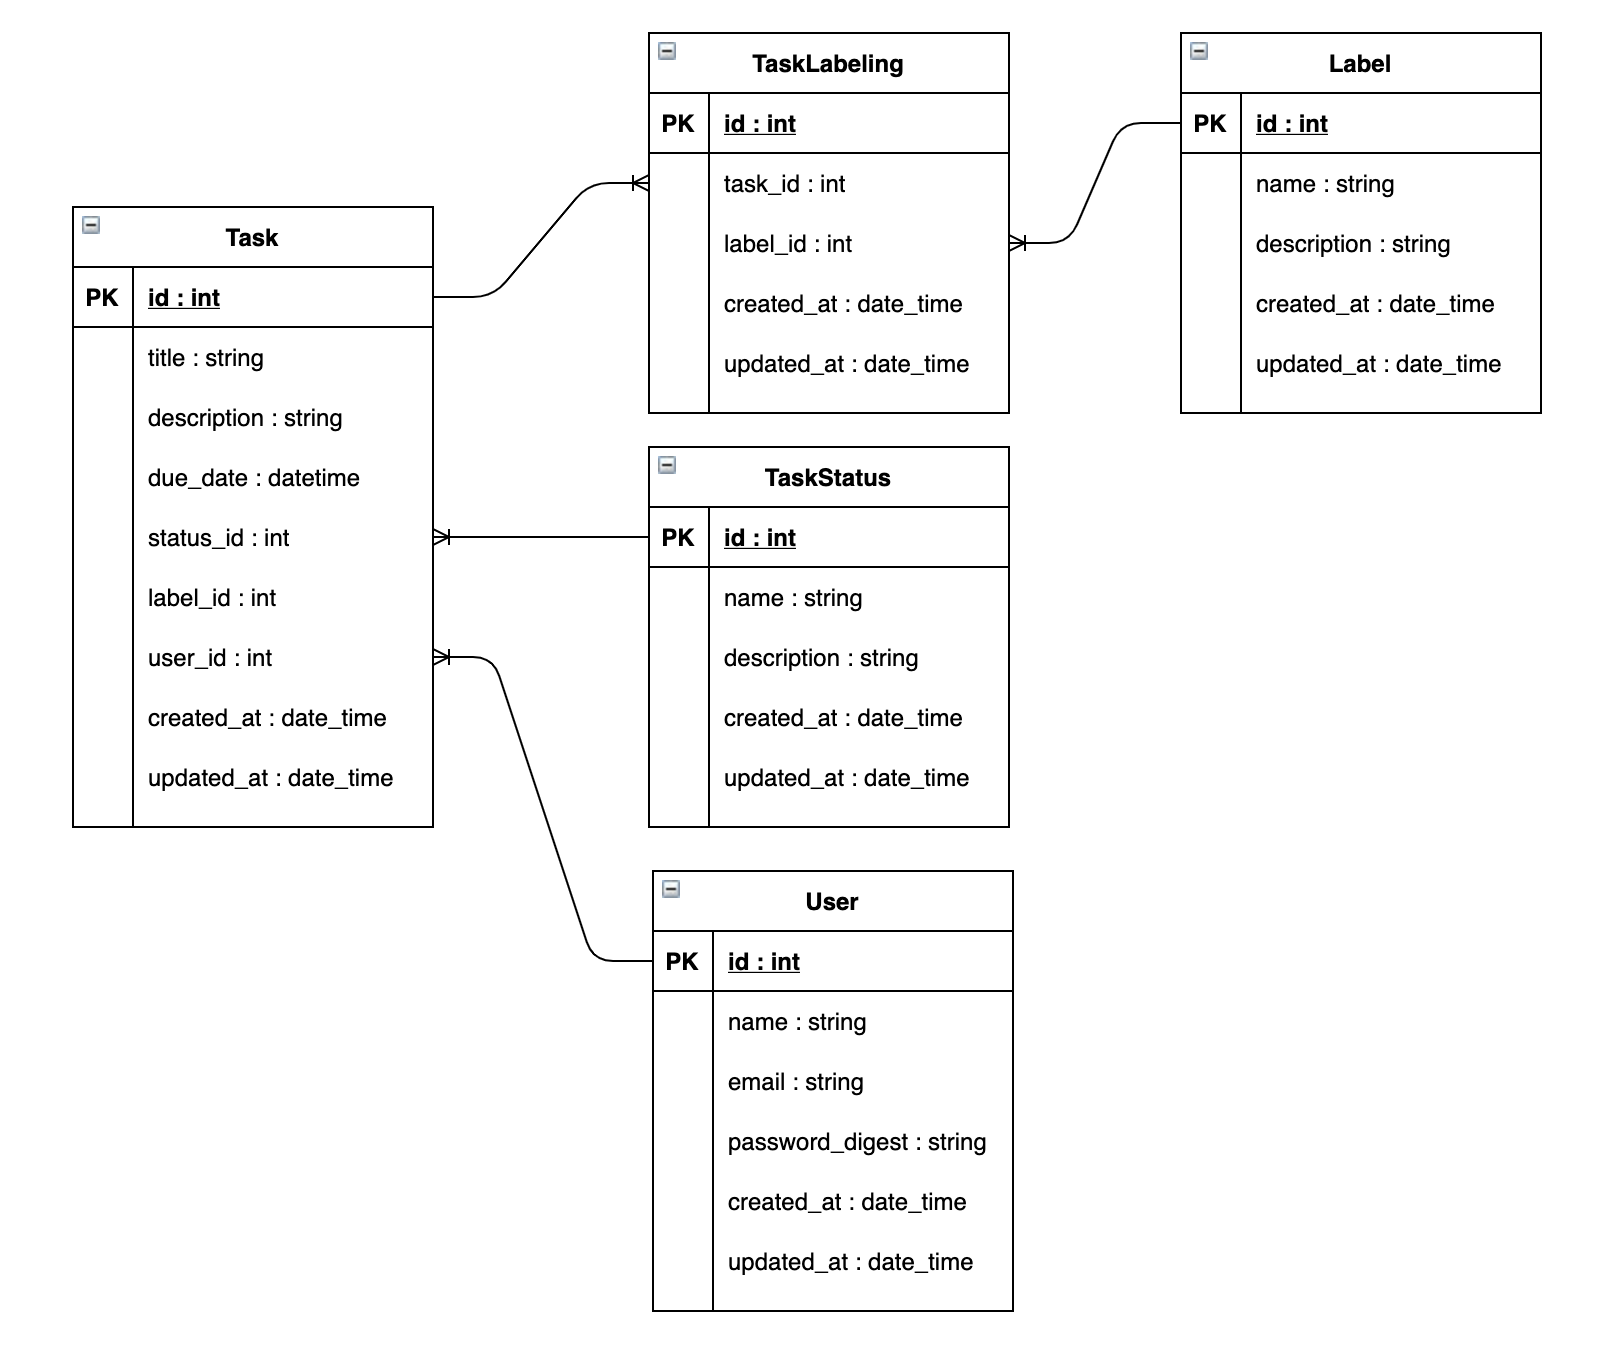 TaskLabeling
PK id : int
task_id : int
label_id : int
created_at : date_time
updated_at : date_time
Label
PK id : int
name : string
description : string
created_at : date_time
updated_at : date_time
Task
PK id : int
title : string
description : string
due_date : datetime
status_id : int
label_id : int
user_id : int
created_at : date_time
updated_at : date_time
TaskStatus
PK id : int
name : string
description : string
created_at : date_time
updated_at : date_time
User
PK id : int
name : string
email : string
password_digest : string
created_at : date_time
updated_at : date_time